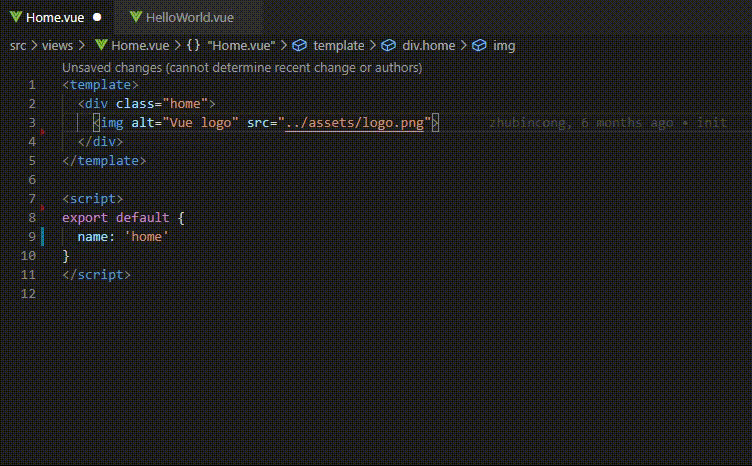 Home.vue HelloWorld.vue
src > views > Home.vue > {} "Home.vue" > template > div.home > img
Unsaved changes (cannot determine recent change or authors)
1 <template>
2 <div class="home">
3 <img alt="Vue logo" src="../assets/logo.png"> zhubincong, 6 months ago • init
4 </div>
5 </template>
6
7 <script>
8 export default {
9 name: 'home'
10 }
11 </script>
12